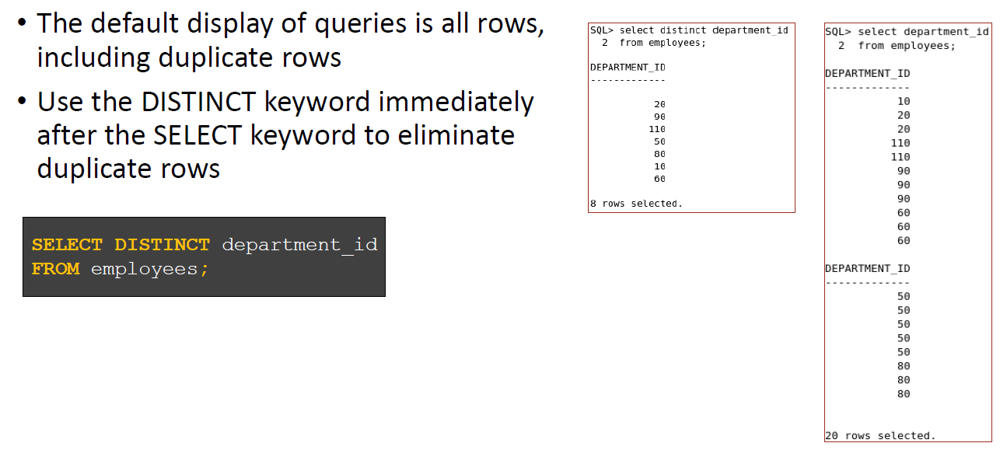 • The default display of queries is all rows,
including duplicate rows
• Use the DISTINCT keyword immediately
after the SELECT keyword to eliminate
duplicate rows
SELECT DISTINCT department_id
FROM employees;
SQL> select distinct department_id
2 from employees;
DEPARTMENT_ID
-------------
20
90
110
50
80
10
60
8 rows selected.
SQL> select department_id
2 from employees;
DEPARTMENT_ID
-------------
10
20
20
110
110
90
90
90
60
60
60
DEPARTMENT_ID
-------------
50
50
50
50
50
80
80
80
20 rows selected.